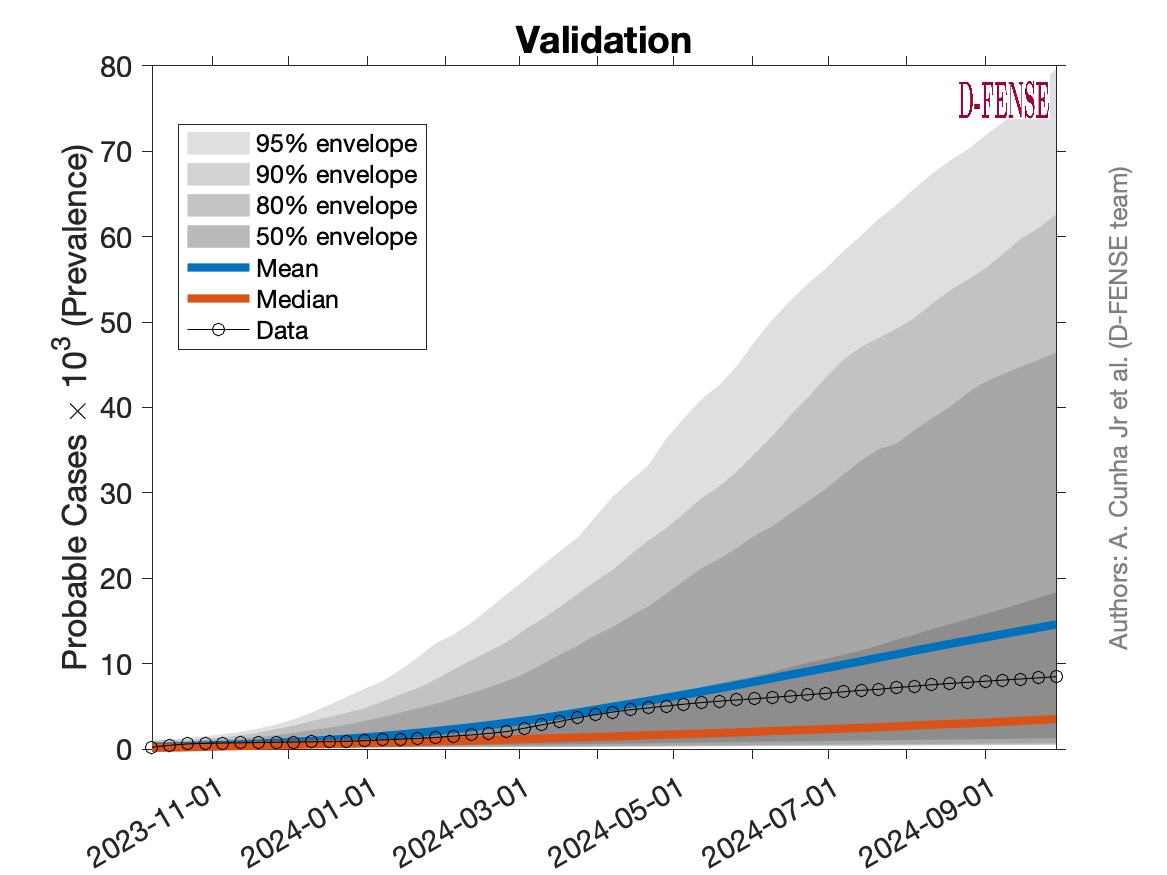 Validation
D-FENSE
95% envelope
90% envelope
80% envelope
50% envelope
Mean
Median
Data
Probable Cases × 10³ (Prevalence)
80
70
60
50
40
30
20
10
0
2023-11-01
2024-01-01
2024-03-01
2024-05-01
2024-07-01
2024-09-01
Authors: A. Cunha Jr et al. (D-FENSE team)